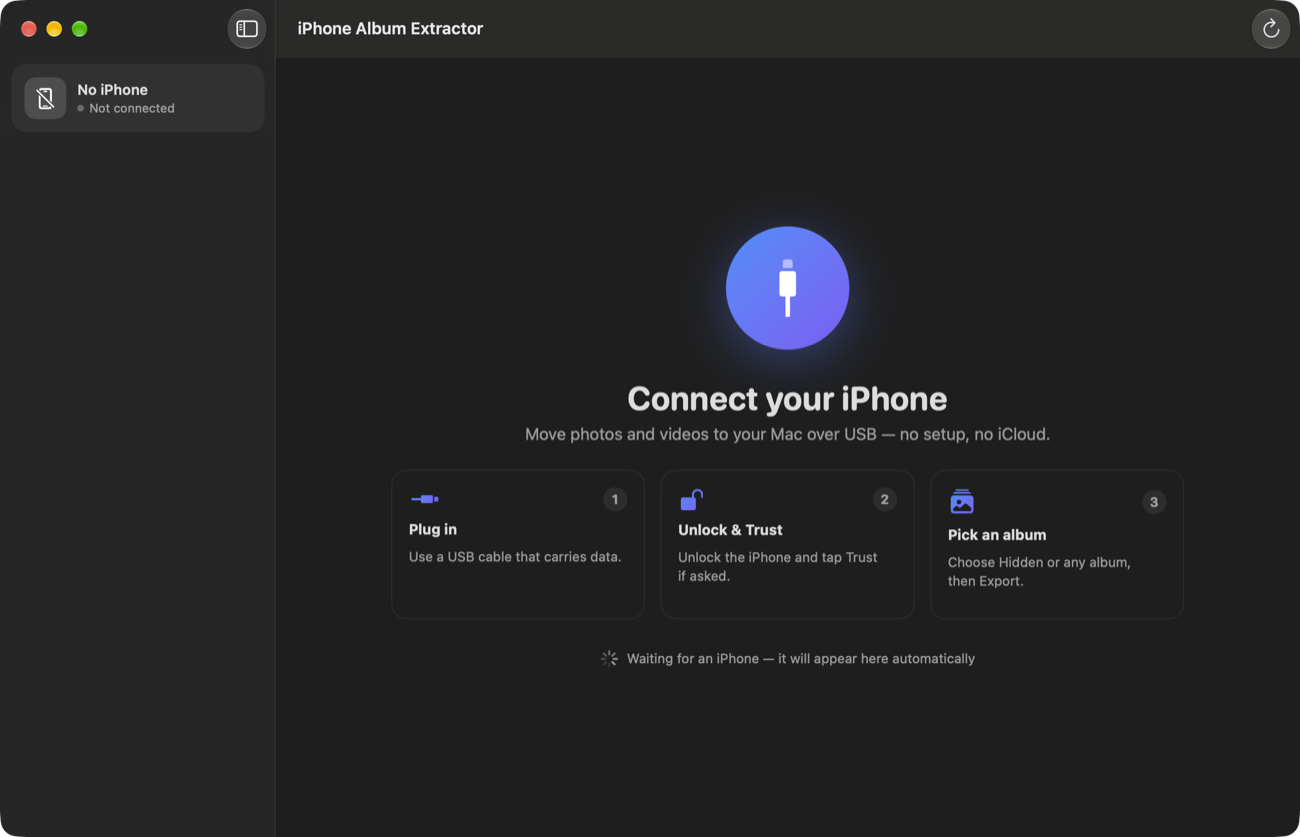 iPhone Album Extractor
No iPhone
Not connected
Connect your iPhone
Move photos and videos to your Mac over USB — no setup, no iCloud.
1
Plug in
Use a USB cable that carries data.
2
Unlock & Trust
Unlock the iPhone and tap Trust
if asked.
3
Pick an album
Choose Hidden or any album,
then Export.
Waiting for an iPhone — it will appear here automatically